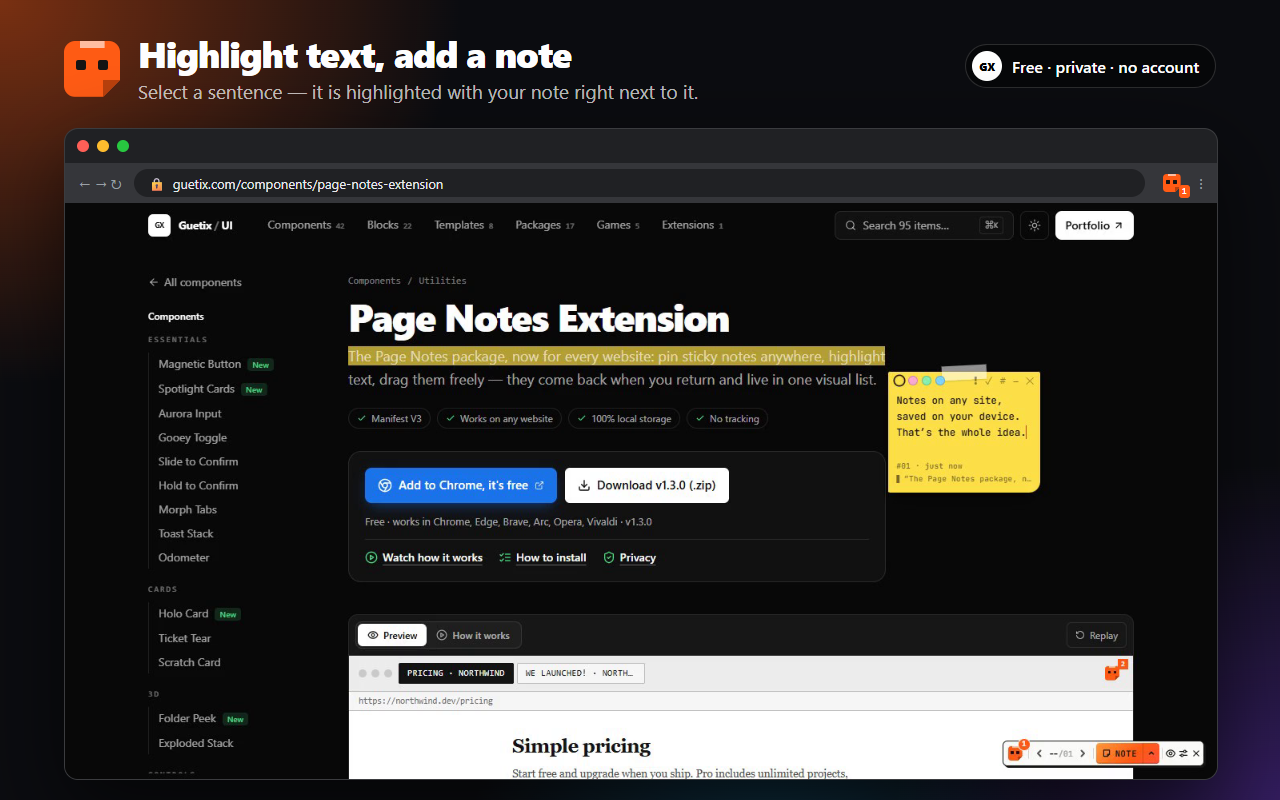 Highlight text, add a note
Select a sentence — it is highlighted with your note right next to it.
GX Free · private · no account
guetix.com/components/page-notes-extension
1
GX Guetix / UI
Components 42 Blocks 22 Templates 8 Packages 17 Games 5 Extensions 1
Search 95 items... ⌘K
Portfolio ↗
← All components
Components
ESSENTIALS
Magnetic Button New
Spotlight Cards New
Aurora Input
Gooey Toggle
Slide to Confirm
Hold to Confirm
Morph Tabs
Toast Stack
Odometer
CARDS
Holo Card New
Ticket Tear
Scratch Card
3D
Folder Peek New
Exploded Stack
Components / Utilities
Page Notes Extension
The Page Notes package, now for every website: pin sticky notes anywhere, highlight
text, drag them freely — they come back when you return and live in one visual list.
✓ Manifest V3 ✓ Works on any website ✓ 100% local storage ✓ No tracking
Add to Chrome, it's free
Download v1.3.0 (.zip)
Free · works in Chrome, Edge, Brave, Arc, Opera, Vivaldi · v1.3.0
Watch how it works How to install Privacy
! ✓ # – ×
Notes on any site,
saved on your device.
That's the whole idea.
#01 · just now
"The Page Notes package, n…
Preview How it works Replay
PRICING · NORTHWIND WE LAUNCHED! · NORTH…
2
https://northwind.dev/pricing
Simple pricing
Start free and upgrade when you ship. Pro includes unlimited projects,
1 --/01 NOTE